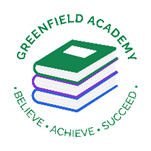 GREENFIELD ACADEMY
• BELIEVE • ACHIEVE • SUCCEED •